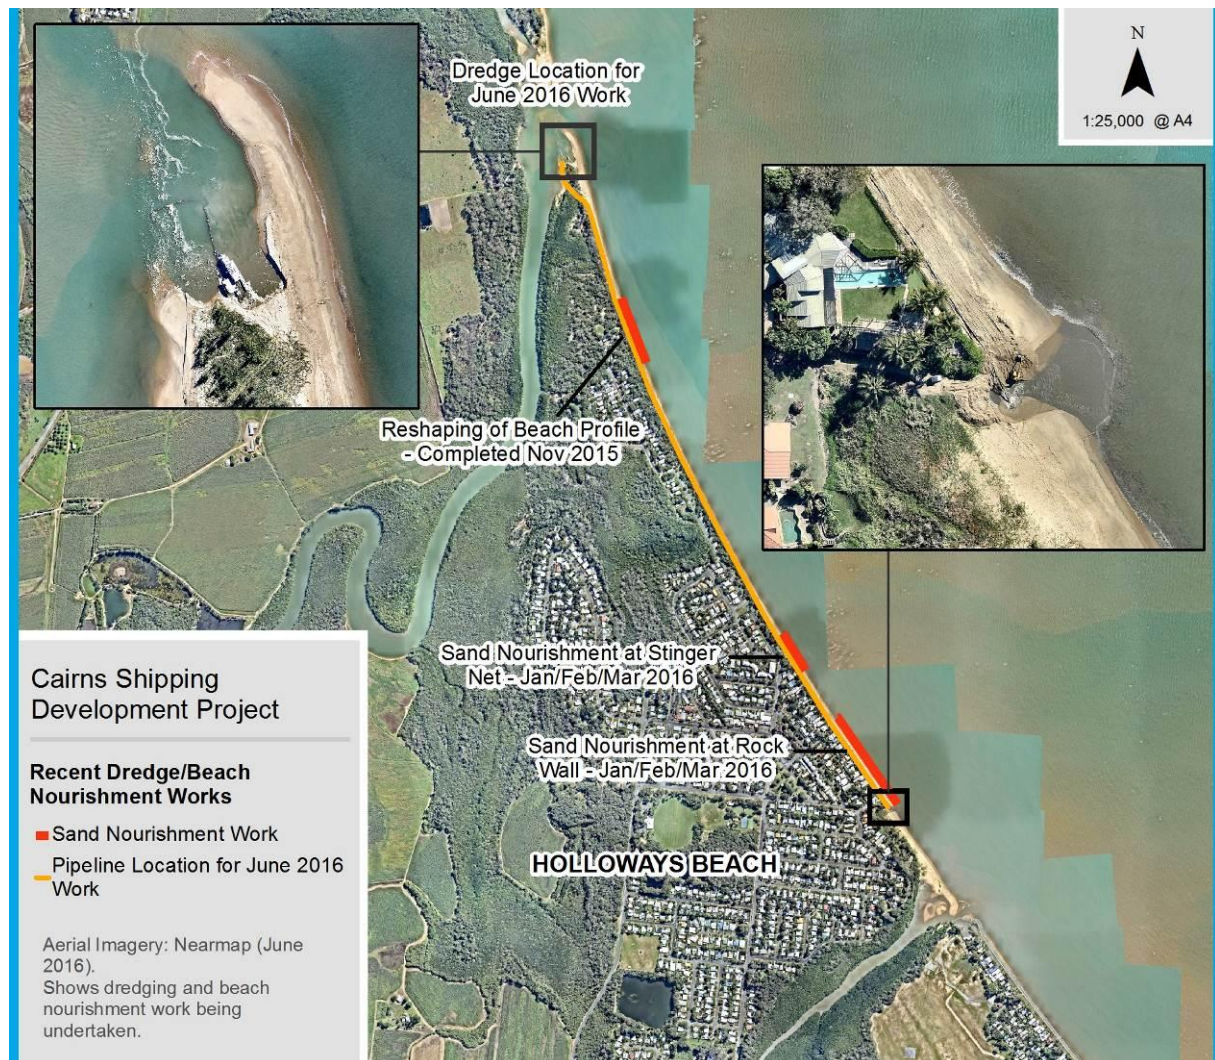 Dredge Location for
June 2016 Work
N
1:25,000 @ A4
Reshaping of Beach Profile
- Completed Nov 2015
Sand Nourishment at Stinger
Net - Jan/Feb/Mar 2016
Sand Nourishment at Rock
Wall - Jan/Feb/Mar 2016
HOLLOWAYS BEACH
Cairns Shipping
Development Project
Recent Dredge/Beach
Nourishment Works
Sand Nourishment Work
Pipeline Location for June 2016
Work
Aerial Imagery: Nearmap (June
2016).
Shows dredging and beach
nourishment work being
undertaken.